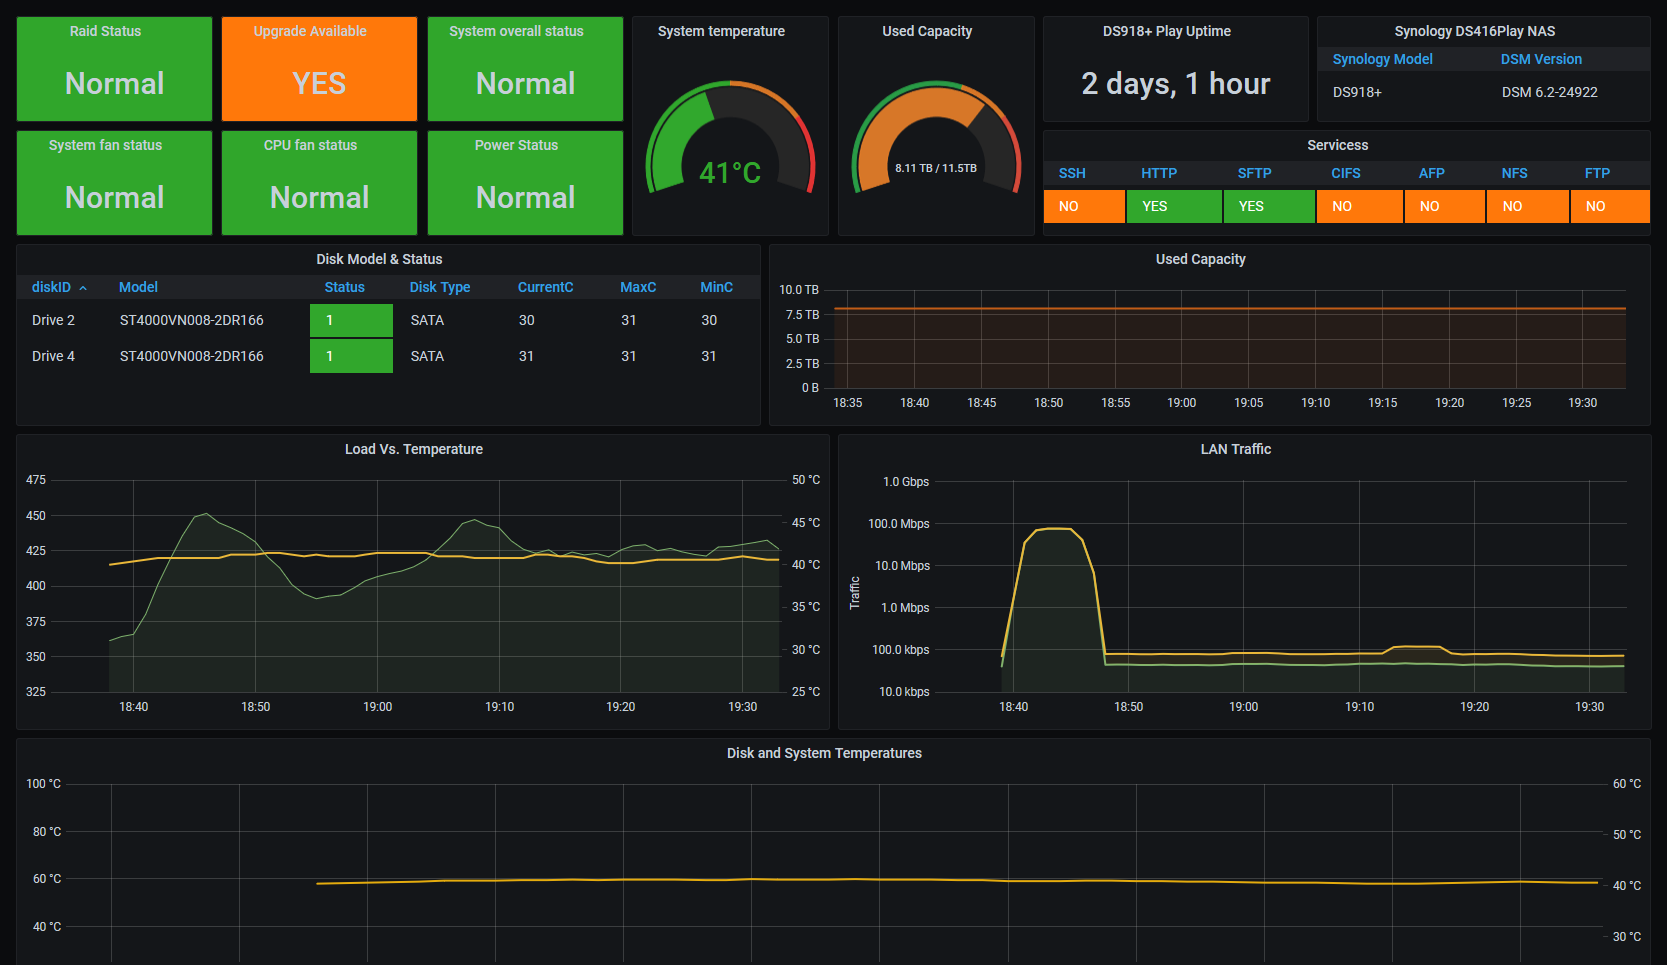 Raid Status
Normal
Upgrade Available
YES
System overall status
Normal
System temperature
41°C
Used Capacity
8.11 TB / 11.5TB
DS918+ Play Uptime
2 days, 1 hour
Synology DS416Play NAS
Synology Model DSM Version
DS918+ DSM 6.2-24922
System fan status
Normal
CPU fan status
Normal
Power Status
Normal
Servicess
SSH HTTP SFTP CIFS AFP NFS FTP
NO YES YES NO NO NO NO
Disk Model & Status
diskID Model Status Disk Type CurrentC MaxC MinC
Drive 2 ST4000VN008-2DR166 1 SATA 30 31 30
Drive 4 ST4000VN008-2DR166 1 SATA 31 31 31
Used Capacity
10.0 TB
7.5 TB
5.0 TB
2.5 TB
0 B
18:35 18:40 18:45 18:50 18:55 19:00 19:05 19:10 19:15 19:20 19:25 19:30
Load Vs. Temperature
475 50 °C
450 45 °C
425 40 °C
400 35 °C
375 30 °C
350 25 °C
325
18:40 18:50 19:00 19:10 19:20 19:30
LAN Traffic
Traffic
1.0 Gbps
100.0 Mbps
10.0 Mbps
1.0 Mbps
100.0 kbps
10.0 kbps
18:40 18:50 19:00 19:10 19:20 19:30
Disk and System Temperatures
100 °C 60 °C
80 °C 50 °C
60 °C 40 °C
40 °C 30 °C